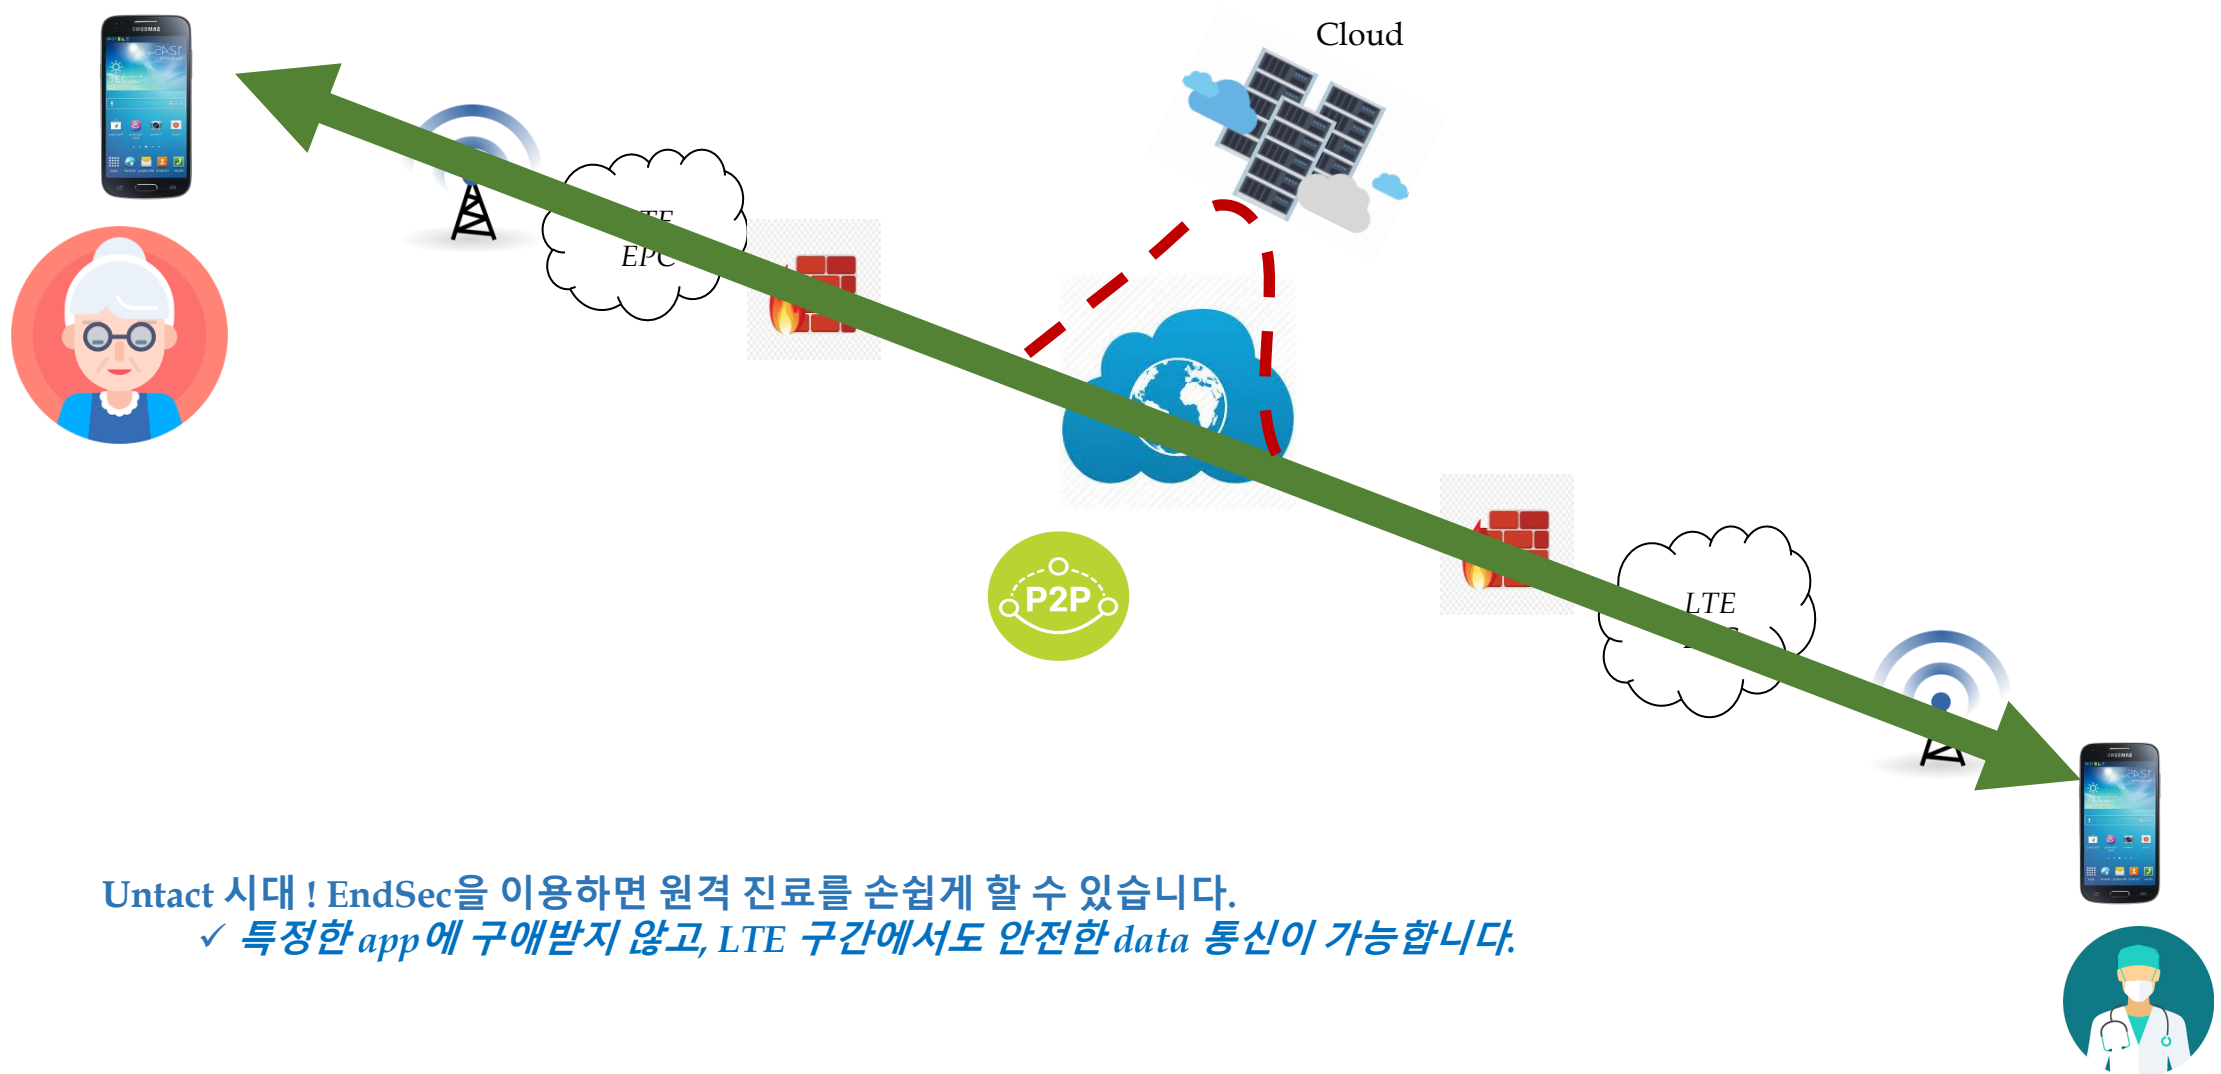 Cloud
EPC
P2P
LTE
Untact 시대 ! EndSec을 이용하면 원격 진료를 손쉽게 할 수 있습니다.
✓ 특정한 app에 구애받지 않고, LTE 구간에서도 안전한 data 통신이 가능합니다.